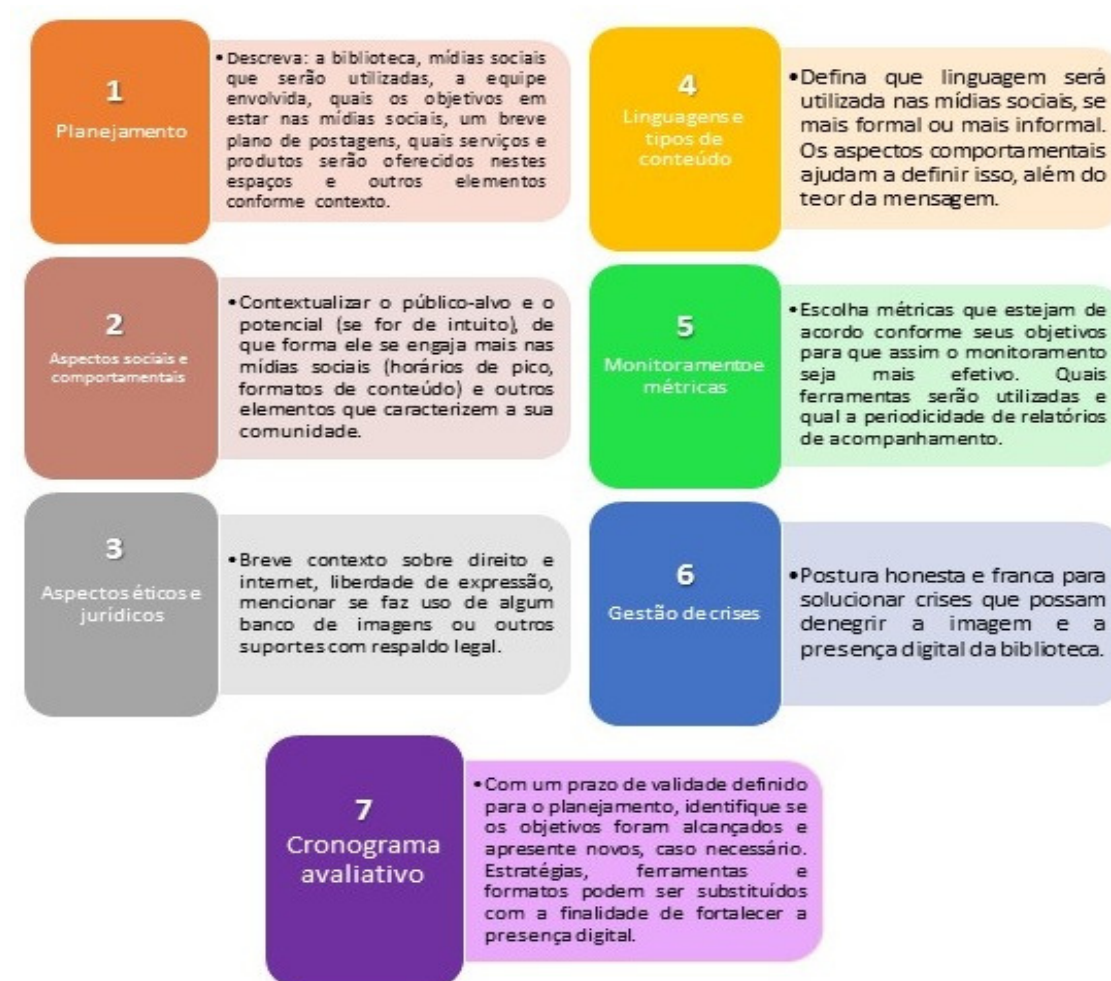 1
Planejamento
•Descreva: a biblioteca, mídias sociais
que serão utilizadas, a equipe
envolvida, quais os objetivos em
estar nas mídias sociais, um breve
plano de postagens, quais serviços e
produtos serão oferecidos nestes
espaços e outros elementos
conforme contexto.
2
Aspectos sociais e
comportamentais
•Contextualizar o público-alvo e o
potencial (se for de intuito), de
que forma ele se engaja mais nas
mídias sociais (horários de pico,
formatos de conteúdo) e outros
elementos que caracterizem a sua
comunidade.
3
Aspectos éticos e
jurídicos
•Breve contexto sobre direito e
internet, liberdade de expressão,
mencionar se faz uso de algum
banco de imagens ou outros
suportes com respaldo legal.
4
Linguagens e
tipos de
conteúdo
•Defina que linguagem será
utilizada nas mídias sociais, se
mais formal ou mais informal.
Os aspectos comportamentais
ajudam a definir isso, além do
teor da mensagem.
5
Monitoramento e
métricas
•Escolha métricas que estejam de
acordo conforme seus objetivos
para que assim o monitoramento
seja mais efetivo. Quais
ferramentas serão utilizadas e
qual a periodicidade de relatórios
de acompanhamento.
6
Gestão de crises
•Postura honesta e franca para
solucionar crises que possam
denegrir a imagem e a
presença digital da biblioteca.
7
Cronograma
avaliativo
•Com um prazo de validade definido
para o planejamento, identifique se
os objetivos foram alcançados e
apresente novos, caso necessário.
Estratégias, ferramentas e
formatos podem ser substituídos
com a finalidade de fortalecer a
presença digital.